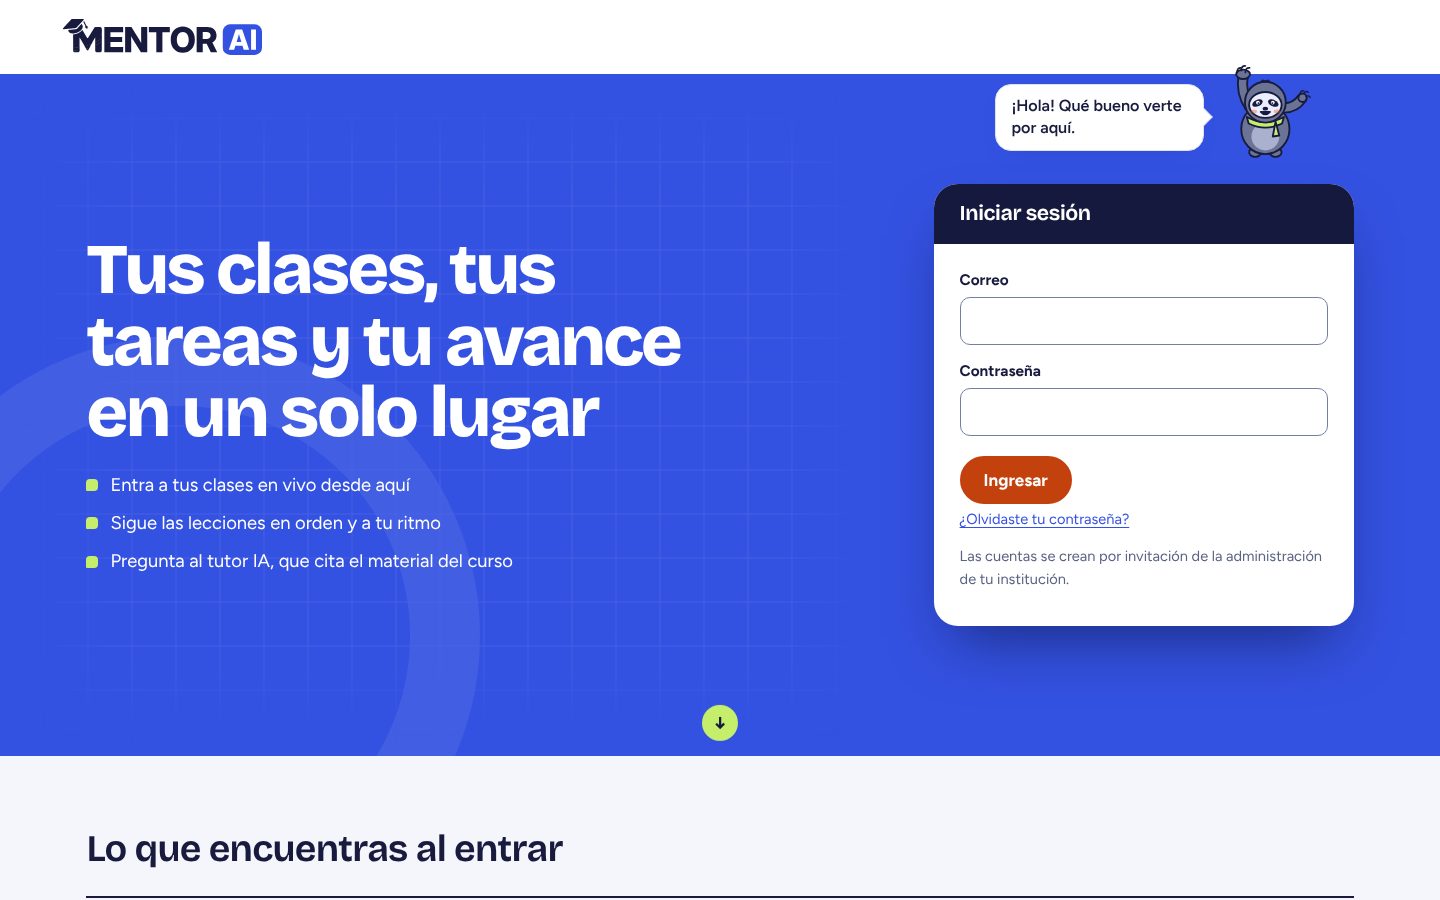 MENTOR AI
¡Hola! Qué bueno verte
por aquí.
Tus clases, tus
tareas y tu avance
en un solo lugar
Entra a tus clases en vivo desde aquí
Sigue las lecciones en orden y a tu ritmo
Pregunta al tutor IA, que cita el material del curso
Iniciar sesión
Correo
Contraseña
Ingresar
¿Olvidaste tu contraseña?
Las cuentas se crean por invitación de la administración
de tu institución.
Lo que encuentras al entrar